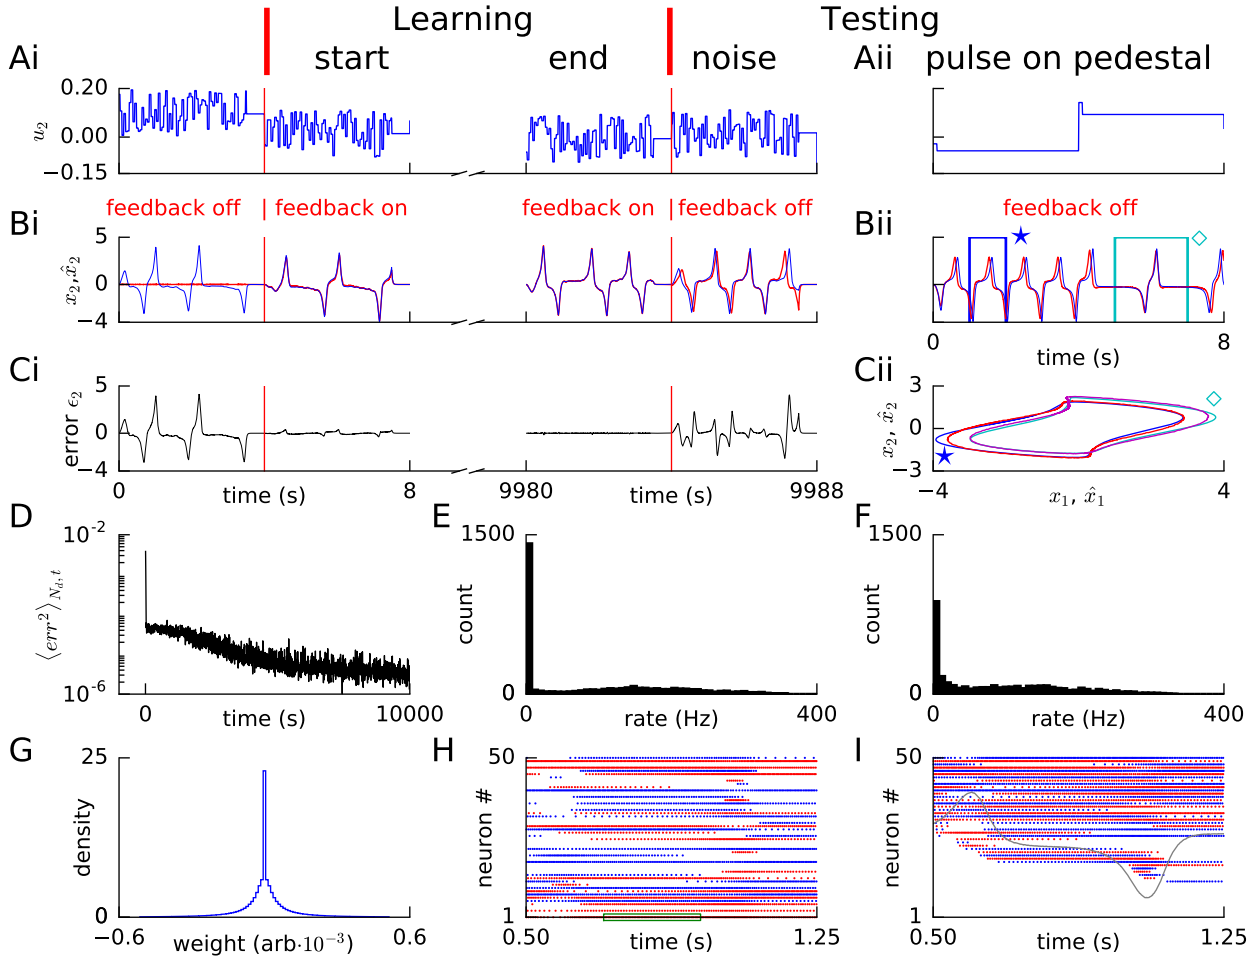 Learning Testing
Ai start end noise Aii pulse on pedestal
0.20
0.00
−0.15
u₂
feedback off | feedback on feedback on | feedback off feedback off
Bi Bii
5
0
−4
x₂,x̂₂
0 8
time (s)
Ci Cii
5
0
−4
error ϵ₂
3
0
−3
x₂, x̂₂
0 time (s) 8 9980 time (s) 9988 −4 x₁, x̂₁ 4
D E F
10⁻²
10⁻⁶
⟨err²⟩_{N_d,t}
0 time (s) 10000
1500
0
count
0 rate (Hz) 400
1500
0
count
0 rate (Hz) 400
G H I
25
0
density
−0.6 weight (arb·10⁻³) 0.6
50
1
neuron #
0.50 time (s) 1.25
50
1
neuron #
0.50 time (s) 1.25